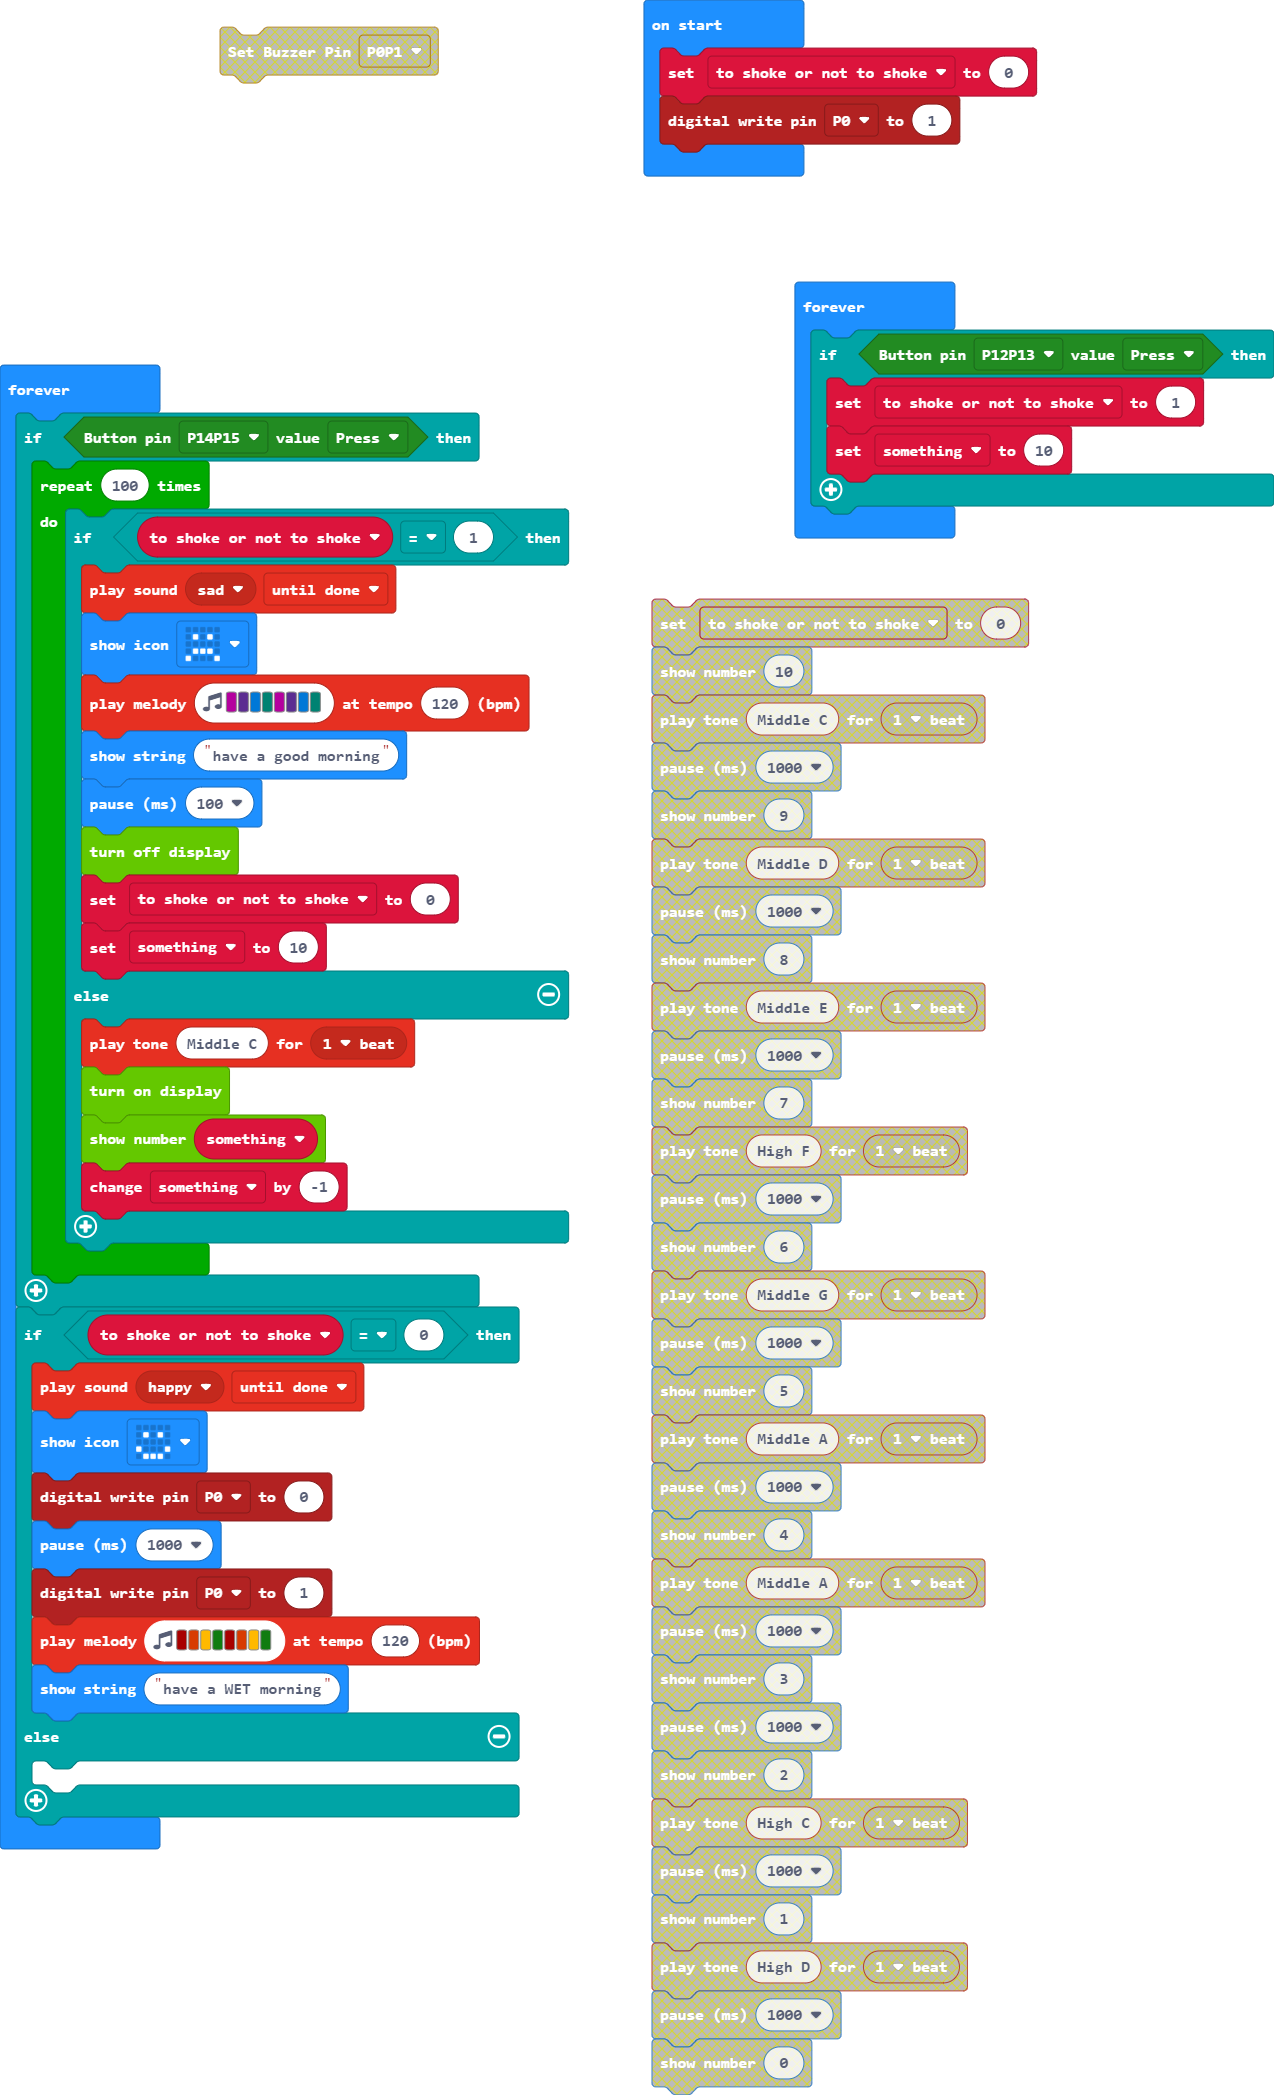 Set Buzzer Pin P0P1
on start
set to shoke or not to shoke to 0
digital write pin P0 to 1
forever
if Button pin P12P13 value Press then
set to shoke or not to shoke to 1
set something to 10
forever
if Button pin P14P15 value Press then
repeat 100 times
do if to shoke or not to shoke = 1 then
play sound sad until done
show icon
play melody at tempo 120 (bpm)
show string "have a good morning"
pause (ms) 100
turn off display
set to shoke or not to shoke to 0
set something to 10
else
play tone Middle C for 1 beat
turn on display
show number something
change something by -1
if to shoke or not to shoke = 0 then
play sound happy until done
show icon
digital write pin P0 to 0
pause (ms) 1000
digital write pin P0 to 1
play melody at tempo 120 (bpm)
show string "have a WET morning"
else
set to shoke or not to shoke to 0
show number 10
play tone Middle C for 1 beat
pause (ms) 1000
show number 9
play tone Middle D for 1 beat
pause (ms) 1000
show number 8
play tone Middle E for 1 beat
pause (ms) 1000
show number 7
play tone High F for 1 beat
pause (ms) 1000
show number 6
play tone Middle G for 1 beat
pause (ms) 1000
show number 5
play tone Middle A for 1 beat
pause (ms) 1000
show number 4
play tone Middle A for 1 beat
pause (ms) 1000
show number 3
pause (ms) 1000
show number 2
play tone High C for 1 beat
pause (ms) 1000
show number 1
play tone High D for 1 beat
pause (ms) 1000
show number 0